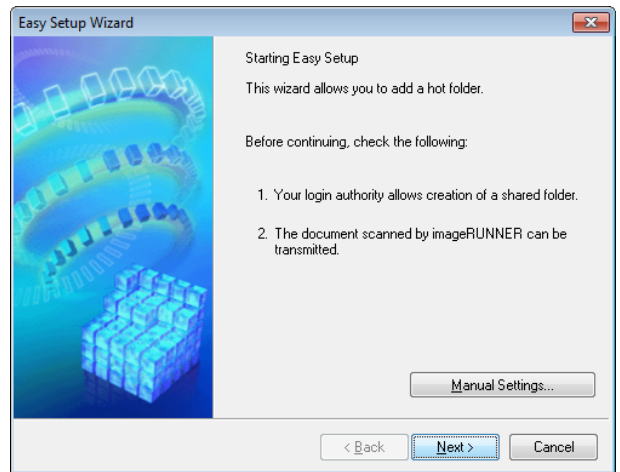 Easy Setup Wizard
Starting Easy Setup
This wizard allows you to add a hot folder.
Before continuing, check the following:
1. Your login authority allows creation of a shared folder.
2. The document scanned by imageRUNNER can be
transmitted.
Manual Settings...
< Back
Next >
Cancel